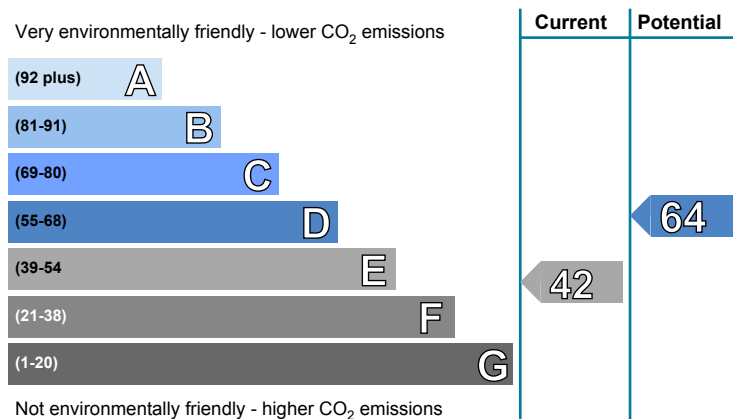 Very environmentally friendly - lower CO₂ emissions
Current
Potential
(92 plus) A
(81-91) B
(69-80) C
(55-68) D
64
(39-54 E
42
(21-38) F
(1-20) G
Not environmentally friendly - higher CO₂ emissions